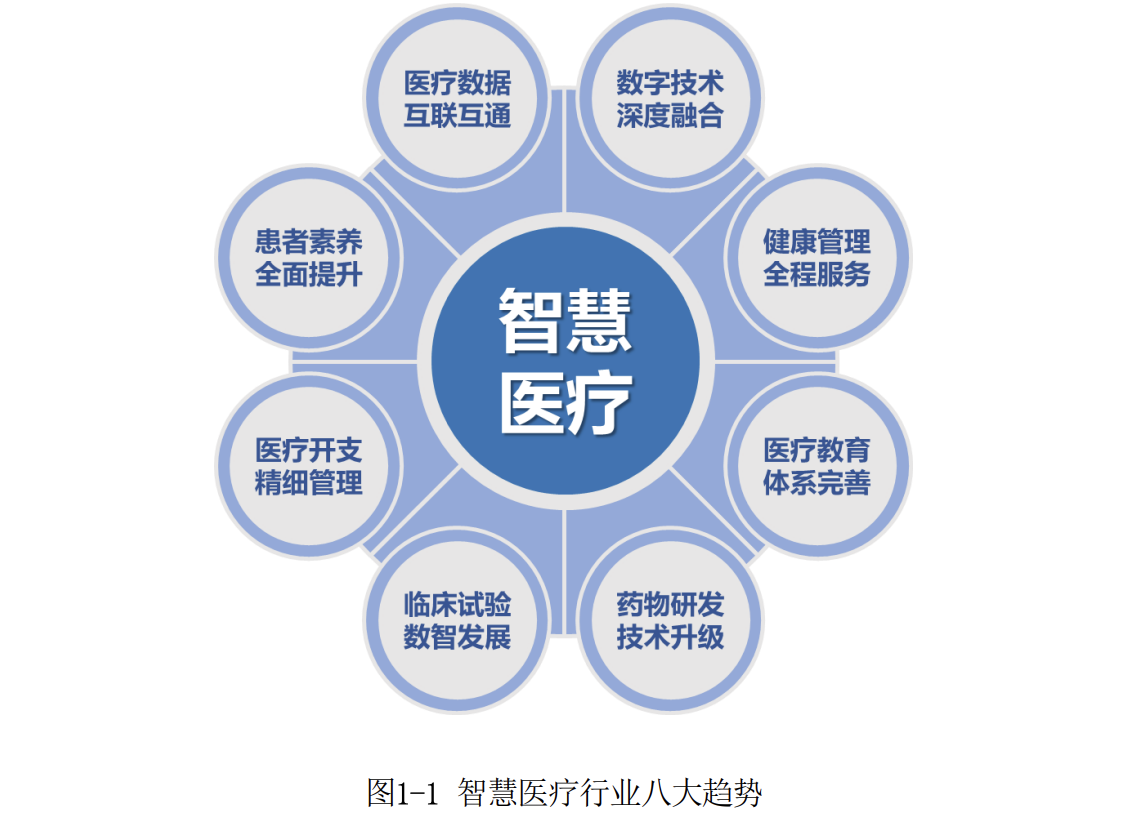 医疗数据
互联互通
数字技术
深度融合
患者素养
全面提升
健康管理
全程服务
智慧
医疗
医疗开支
精细管理
医疗教育
体系完善
临床试验
数智发展
药物研发
技术升级
图1-1 智慧医疗行业八大趋势